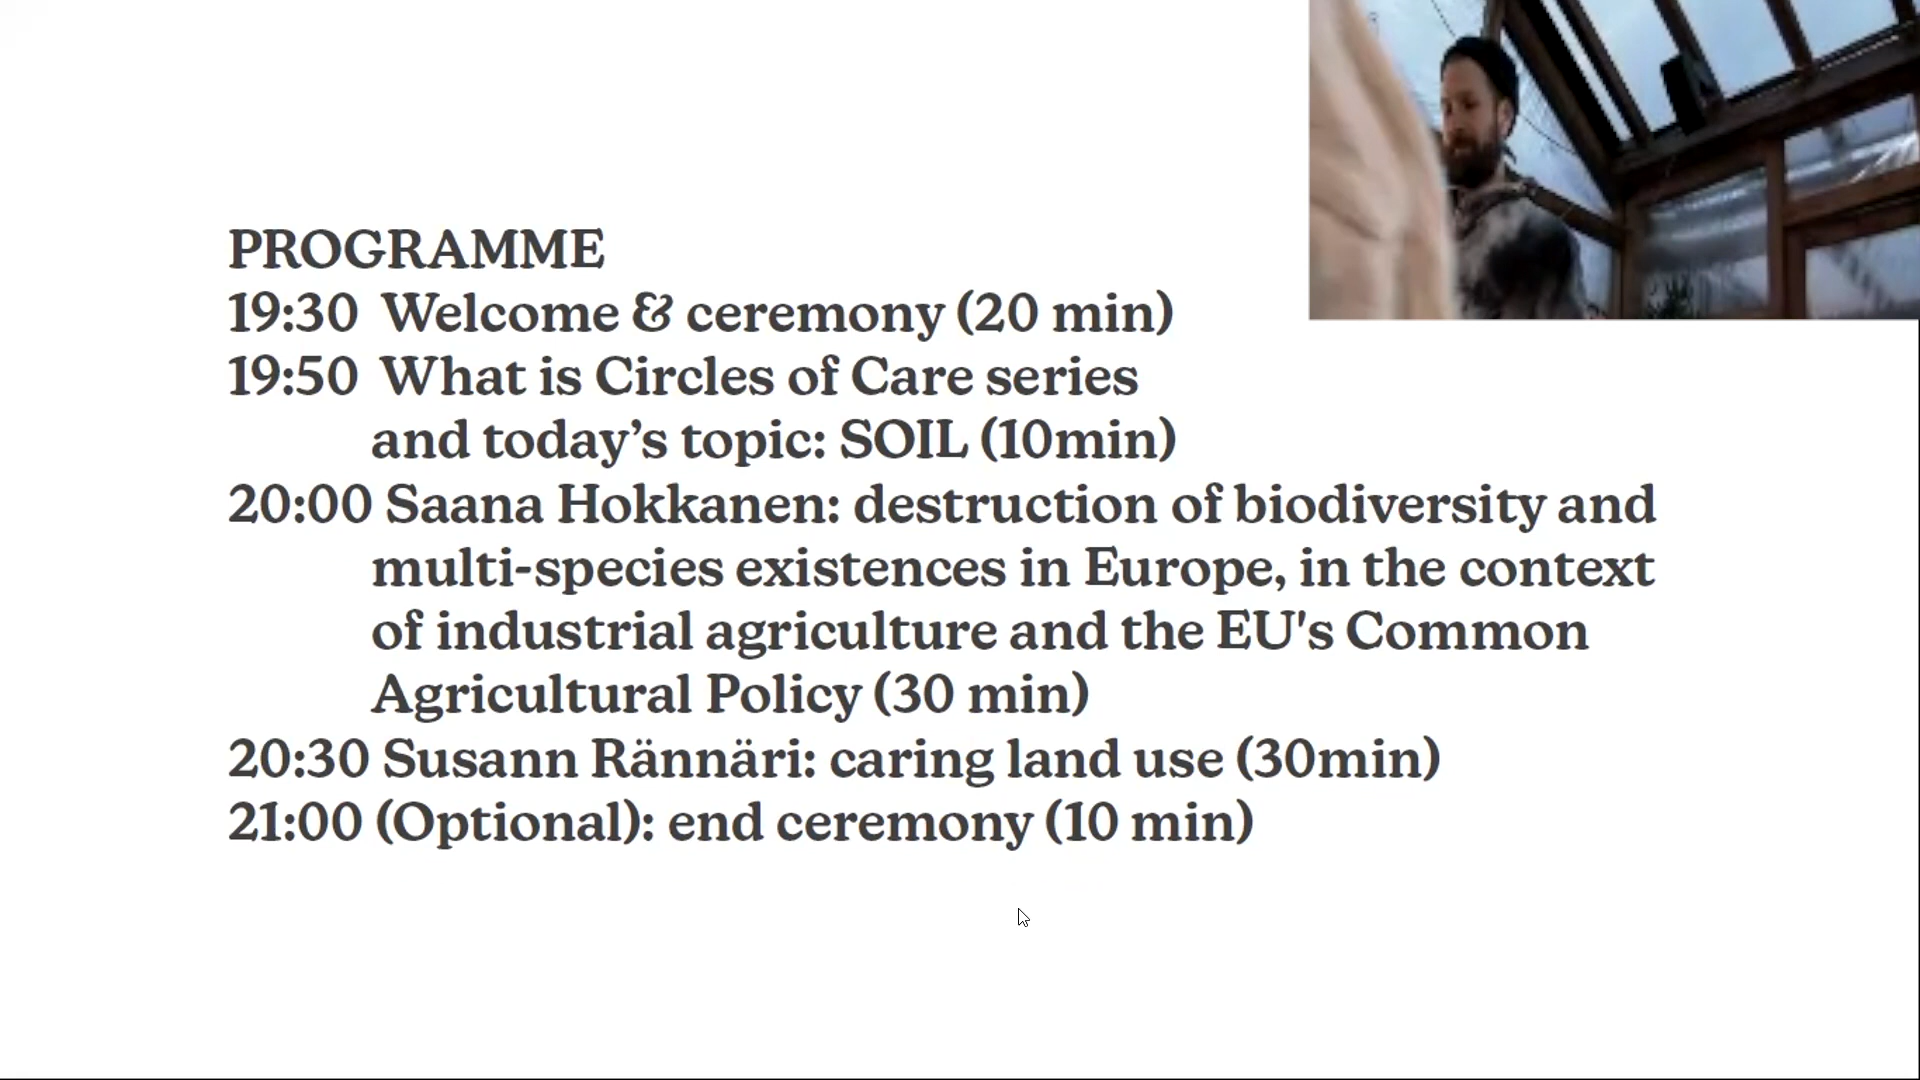 PROGRAMME
19:30 Welcome & ceremony (20 min)
19:50 What is Circles of Care series
and today’s topic: SOIL (10min)
20:00 Saana Hokkanen: destruction of biodiversity and
multi-species existences in Europe, in the context
of industrial agriculture and the EU's Common
Agricultural Policy (30 min)
20:30 Susann Rännäri: caring land use (30min)
21:00 (Optional): end ceremony (10 min)